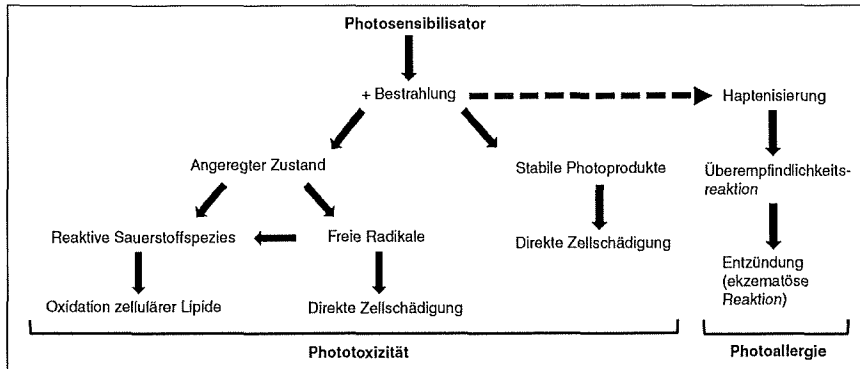 Photosensibilisator
+ Bestrahlung
Haptenisierung
Angeregter Zustand
Stabile Photoprodukte
Überempfindlichkeits-
reaktion
Reaktive Sauerstoffspezies
Freie Radikale
Direkte Zellschädigung
Entzündung
(ekzematöse
Reaktion)
Oxidation zellulärer Lipide
Direkte Zellschädigung
Phototoxizität
Photoallergie